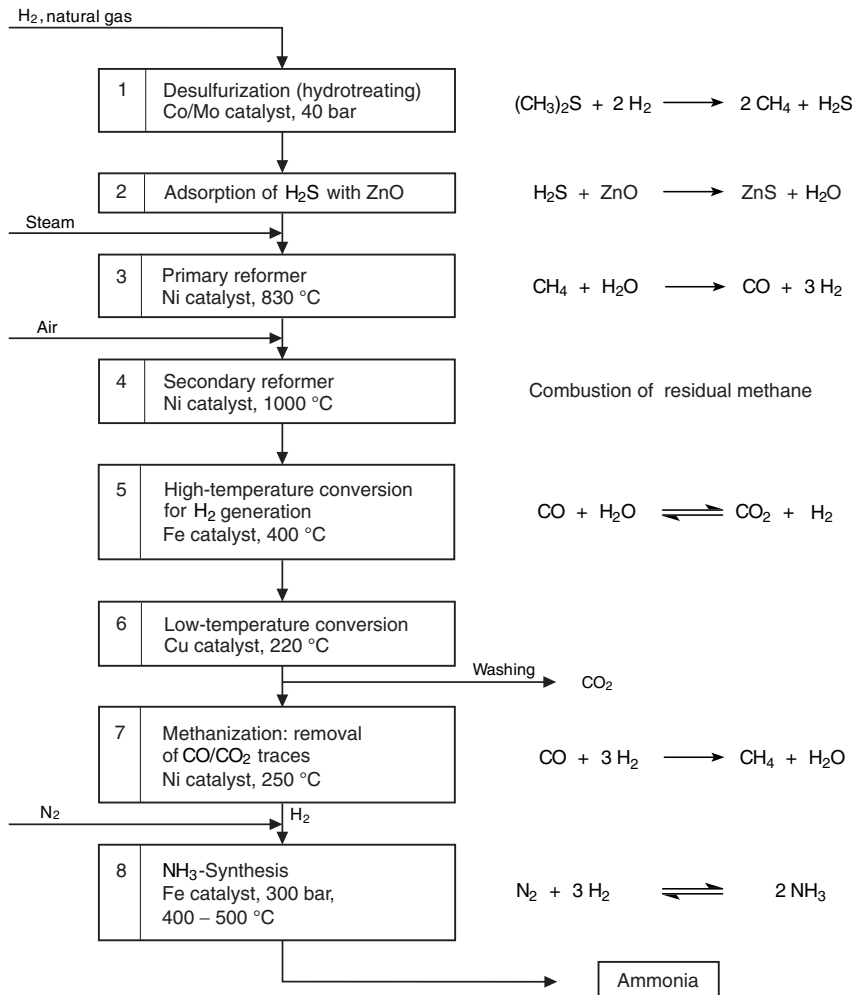 H₂, natural gas
1 Desulfurization (hydrotreating)
Co/Mo catalyst, 40 bar
(CH₃)₂S + 2 H₂ ⟶ 2 CH₄ + H₂S
2 Adsorption of H₂S with ZnO
H₂S + ZnO ⟶ ZnS + H₂O
Steam
3 Primary reformer
Ni catalyst, 830 °C
CH₄ + H₂O ⟶ CO + 3 H₂
Air
4 Secondary reformer
Ni catalyst, 1000 °C
Combustion of residual methane
5 High-temperature conversion
for H₂ generation
Fe catalyst, 400 °C
CO + H₂O ⇌ CO₂ + H₂
6 Low-temperature conversion
Cu catalyst, 220 °C
Washing
CO₂
7 Methanization: removal
of CO/CO₂ traces
Ni catalyst, 250 °C
CO + 3 H₂ ⟶ CH₄ + H₂O
N₂
H₂
8 NH₃-Synthesis
Fe catalyst, 300 bar,
400 – 500 °C
N₂ + 3 H₂ ⇌ 2 NH₃
Ammonia